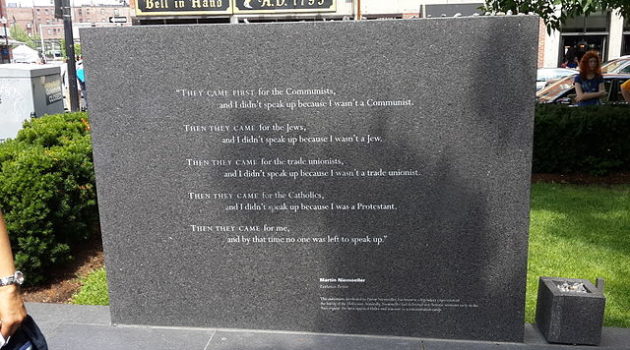 Bell in Hand
A.D. 1795
“THEY CAME FIRST for the Communists,
and I didn't speak up because I wasn't a Communist.
THEN THEY CAME for the Jews,
and I didn't speak up because I wasn't a Jew.
THEN THEY CAME for the trade unionists,
and I didn't speak up because I wasn't a trade unionist.
THEN THEY CAME for the Catholics,
and I didn't speak up because I was a Protestant.
THEN THEY CAME for me,
and by that time no one was left to speak up.”
Martin Niemoeller